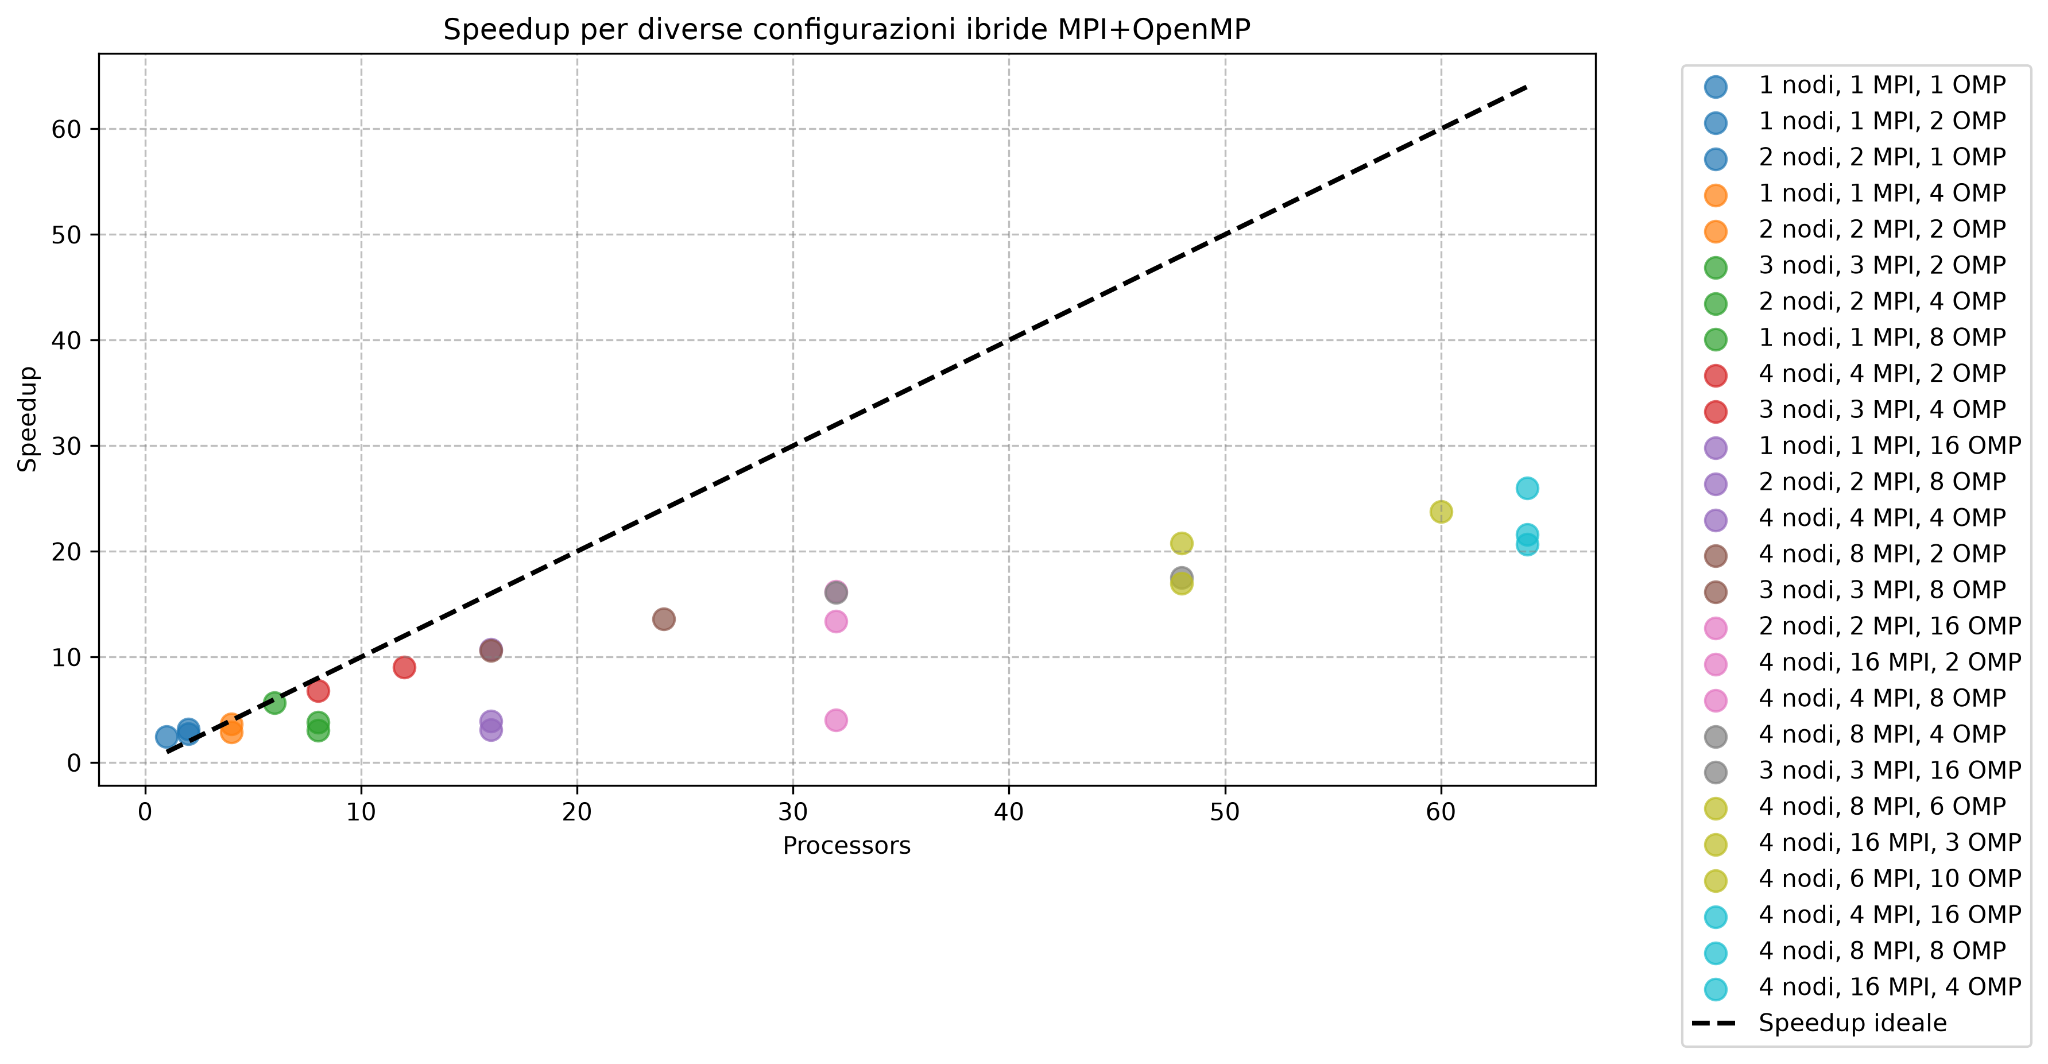 Speedup per diverse configurazioni ibride MPI+OpenMP
Speedup
60
50
40
30
20
10
0
0 10 20 30 40 50 60
Processors
1 nodi, 1 MPI, 1 OMP
1 nodi, 1 MPI, 2 OMP
2 nodi, 2 MPI, 1 OMP
1 nodi, 1 MPI, 4 OMP
2 nodi, 2 MPI, 2 OMP
3 nodi, 3 MPI, 2 OMP
2 nodi, 2 MPI, 4 OMP
1 nodi, 1 MPI, 8 OMP
4 nodi, 4 MPI, 2 OMP
3 nodi, 3 MPI, 4 OMP
1 nodi, 1 MPI, 16 OMP
2 nodi, 2 MPI, 8 OMP
4 nodi, 4 MPI, 4 OMP
4 nodi, 8 MPI, 2 OMP
3 nodi, 3 MPI, 8 OMP
2 nodi, 2 MPI, 16 OMP
4 nodi, 16 MPI, 2 OMP
4 nodi, 4 MPI, 8 OMP
4 nodi, 8 MPI, 4 OMP
3 nodi, 3 MPI, 16 OMP
4 nodi, 8 MPI, 6 OMP
4 nodi, 16 MPI, 3 OMP
4 nodi, 6 MPI, 10 OMP
4 nodi, 4 MPI, 16 OMP
4 nodi, 8 MPI, 8 OMP
4 nodi, 16 MPI, 4 OMP
Speedup ideale